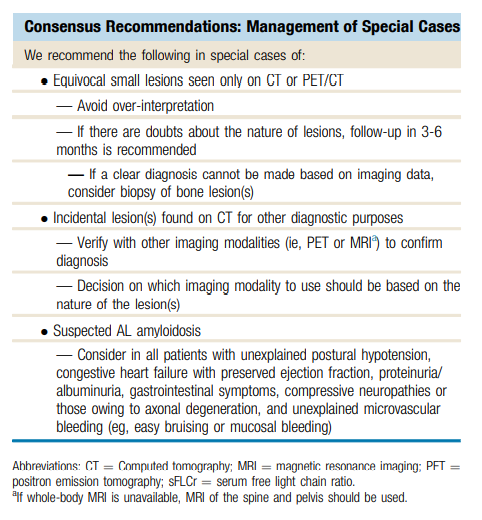 Consensus Recommendations: Management of Special Cases
We recommend the following in special cases of:
● Equivocal small lesions seen only on CT or PET/CT
— Avoid over-interpretation
— If there are doubts about the nature of lesions, follow-up in 3-6
months is recommended
— If a clear diagnosis cannot be made based on imaging data,
consider biopsy of bone lesion(s)
● Incidental lesion(s) found on CT for other diagnostic purposes
— Verify with other imaging modalities (ie, PET or MRIᵃ) to confirm
diagnosis
— Decision on which imaging modality to use should be based on the
nature of the lesion(s)
● Suspected AL amyloidosis
— Consider in all patients with unexplained postural hypotension,
congestive heart failure with preserved ejection fraction, proteinuria/
albuminuria, gastrointestinal symptoms, compressive neuropathies or
those owing to axonal degeneration, and unexplained microvascular
bleeding (eg, easy bruising or mucosal bleeding)
Abbreviations: CT = Computed tomography; MRI = magnetic resonance imaging; PET =
positron emission tomography; sFLCr = serum free light chain ratio.
ᵃIf whole-body MRI is unavailable, MRI of the spine and pelvis should be used.